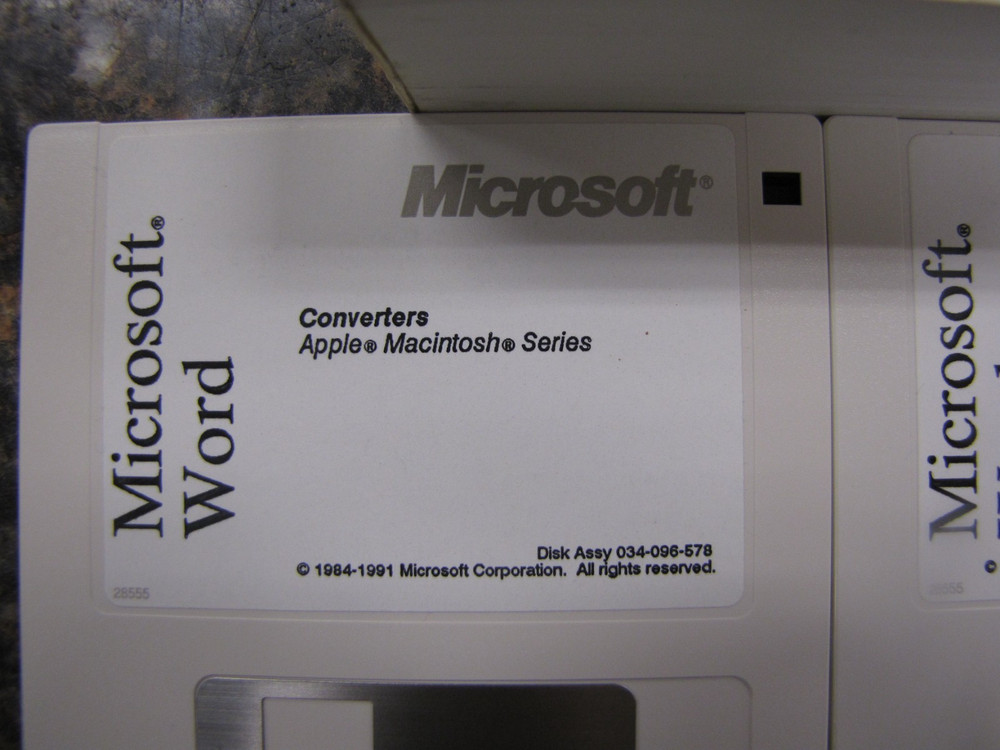 Microsoft®
Microsoft®
Word
Converters
Apple® Macintosh® Series
Disk Assy 034-096-578
© 1984-1991 Microsoft Corporation. All rights reserved.
28555
Microsoft®
©
28555